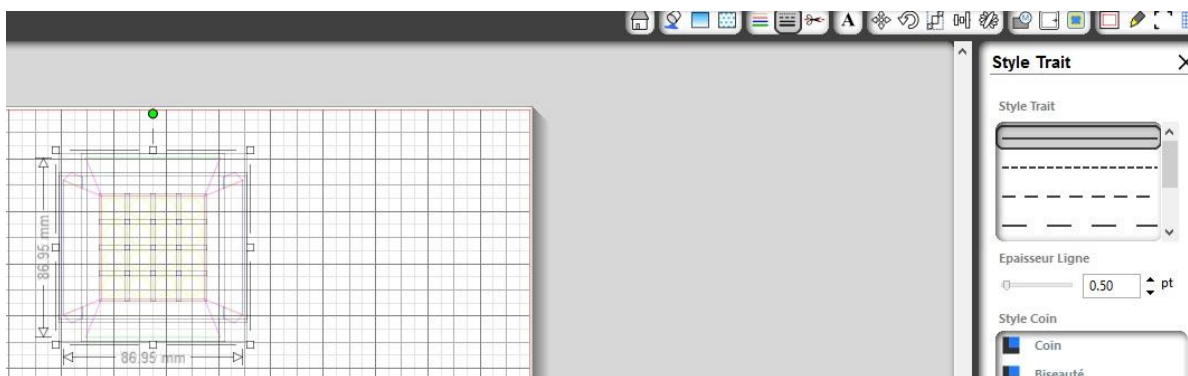 A
Style Trait
Style Trait
86.95 mm
86.95 mm
Epaisseur Ligne
0.50 pt
Style Coin
Coin
Biseauté